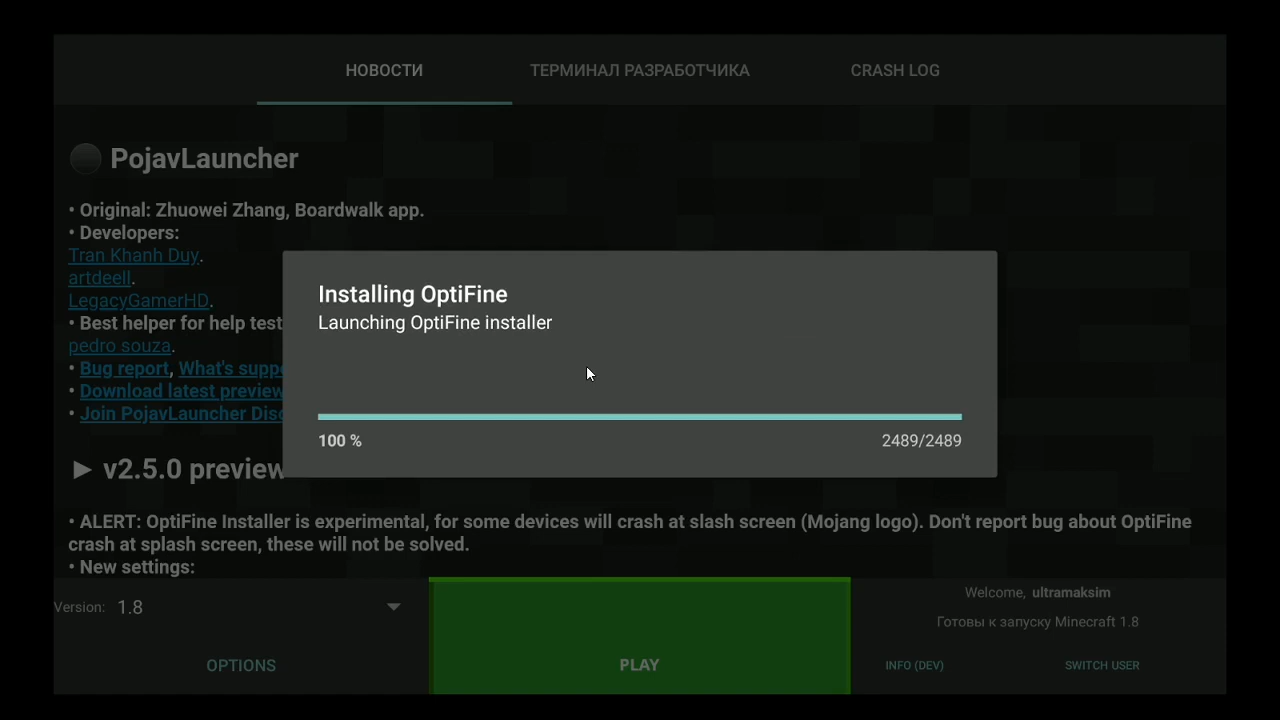 НОВОСТИ
ТЕРМИНАЛ РАЗРАБОТЧИКА
CRASH LOG
PojavLauncher
• Original: Zhuowei Zhang, Boardwalk app.
• Developers:
Tran Khanh Duy.
artdeell.
LegacyGamerHD.
• Best helper for help test
pedro souza.
• Bug report, What's suppo
• Download latest preview
• Join PojavLauncher Disc
Installing OptiFine
Launching OptiFine installer
100 %
2489/2489
► v2.5.0 preview
• ALERT: OptiFine Installer is experimental, for some devices will crash at slash screen (Mojang logo). Don't report bug about OptiFine
crash at splash screen, these will not be solved.
• New settings:
Version: 1.8
OPTIONS
PLAY
Welcome, ultramaksim
Готовы к запуску Minecraft 1.8
INFO (DEV)
SWITCH USER